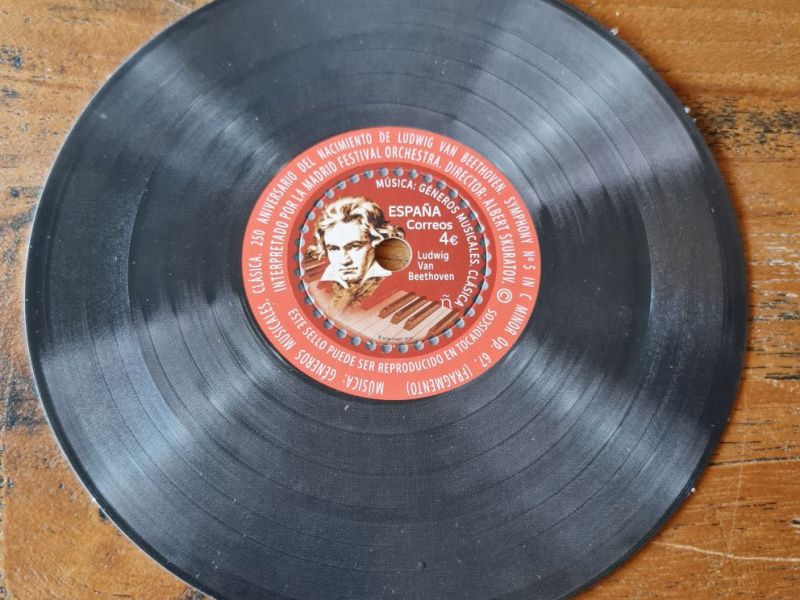 MÚSICA: GÉNEROS MUSICALES. CLÁSICA. 250 ANIVERSARIO DEL NACIMIENTO DE LUDWIG VAN BEETHOVEN. SYMPHONY Nº 5 IN C MINOR OP. 67. (FRAGMENTO)
INTERPRETADO POR LA MADRID FESTIVAL ORCHESTRA. DIRECTOR: ALBERT SKURATOV. ©
ESTE SELLO PUEDE SER REPRODUCIDO EN TOCADISCOS
MÚSICA: GÉNEROS MUSICALES. CLÁSICA
ESPAÑA
Correos
4€
Ludwig
Van
Beethoven